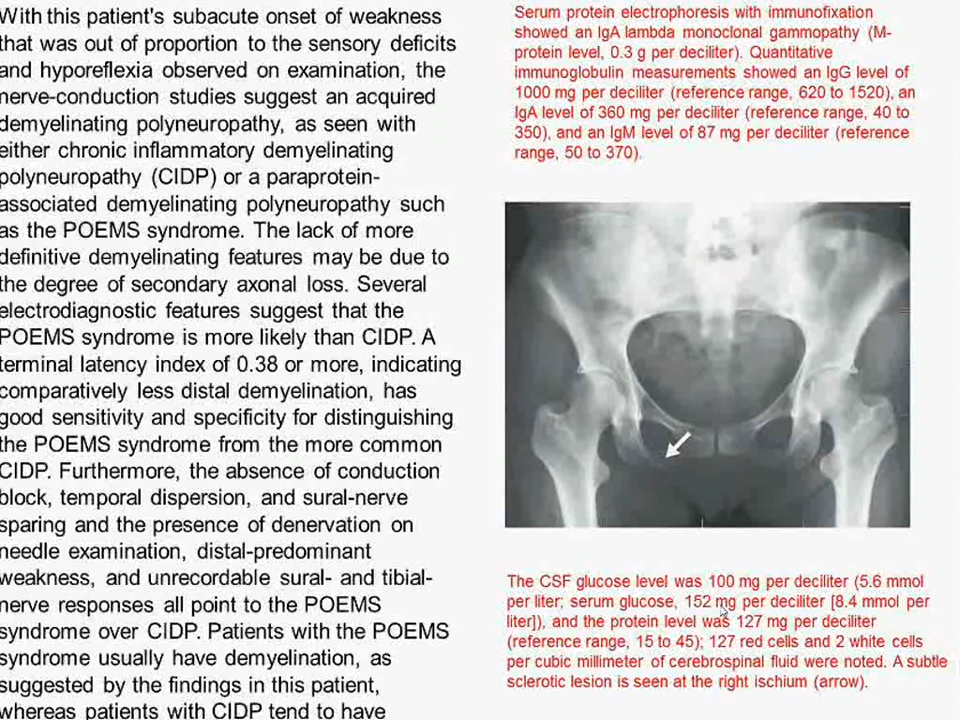 With this patient's subacute onset of weakness
that was out of proportion to the sensory deficits
and hyporeflexia observed on examination, the
nerve-conduction studies suggest an acquired
demyelinating polyneuropathy, as seen with
either chronic inflammatory demyelinating
polyneuropathy (CIDP) or a paraprotein-
associated demyelinating polyneuropathy such
as the POEMS syndrome. The lack of more
definitive demyelinating features may be due to
the degree of secondary axonal loss. Several
electrodiagnostic features suggest that the
POEMS syndrome is more likely than CIDP. A
terminal latency index of 0.38 or more, indicating
comparatively less distal demyelination, has
good sensitivity and specificity for distinguishing
the POEMS syndrome from the more common
CIDP. Furthermore, the absence of conduction
block, temporal dispersion, and sural-nerve
sparing and the presence of denervation on
needle examination, distal-predominant
weakness, and unrecordable sural- and tibial-
nerve responses all point to the POEMS
syndrome over CIDP. Patients with the POEMS
syndrome usually have demyelination, as
suggested by the findings in this patient,
whereas patients with CIDP tend to have
Serum protein electrophoresis with immunofixation
showed an IgA lambda monoclonal gammopathy (M-
protein level, 0.3 g per deciliter). Quantitative
immunoglobulin measurements showed an IgG level of
1000 mg per deciliter (reference range, 620 to 1520), an
IgA level of 360 mg per deciliter (reference range, 40 to
350), and an IgM level of 87 mg per deciliter (reference
range, 50 to 370).
The CSF glucose level was 100 mg per deciliter (5.6 mmol
per liter; serum glucose, 152 mg per deciliter [8.4 mmol per
liter]), and the protein level was 127 mg per deciliter
(reference range, 15 to 45); 127 red cells and 2 white cells
per cubic millimeter of cerebrospinal fluid were noted. A subtle
sclerotic lesion is seen at the right ischium (arrow).